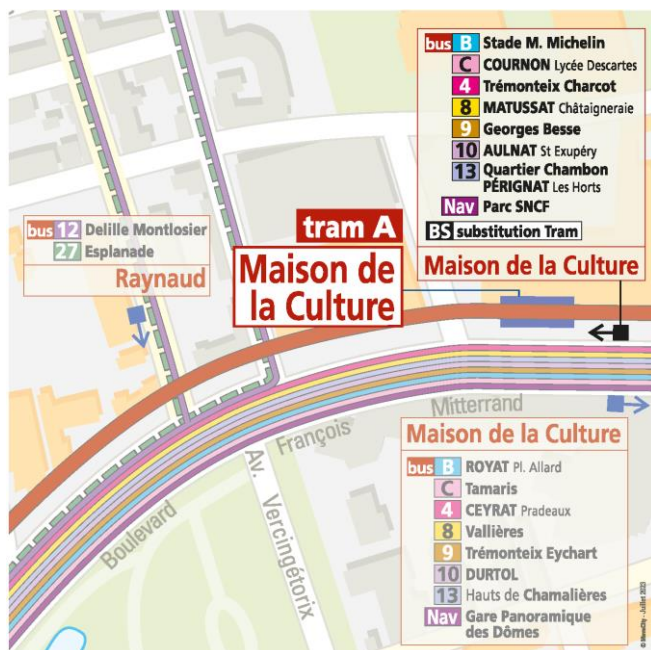 bus B Stade M. Michelin
C COURNON Lycée Descartes
4 Trémonteix Charcot
8 MATUSSAT Châtaigneraie
9 Georges Besse
10 AULNAT St Exupéry
13 Quartier Chambon
PÉRIGNAT Les Horts
Nav Parc SNCF
BS substitution Tram
Maison de la Culture
tram A
Maison de
la Culture
bus 12 Delille Montlosier
27 Esplanade
Raynaud
Boulevard François Mitterrand
Av. Vercingétorix
Maison de la Culture
bus B ROYAT Pl. Allard
C Tamaris
4 CEYRAT Pradeaux
8 Vallières
9 Trémonteix Eychart
10 DURTOL
13 Hauts de Chamalières
Nav Gare Panoramique
des Dômes